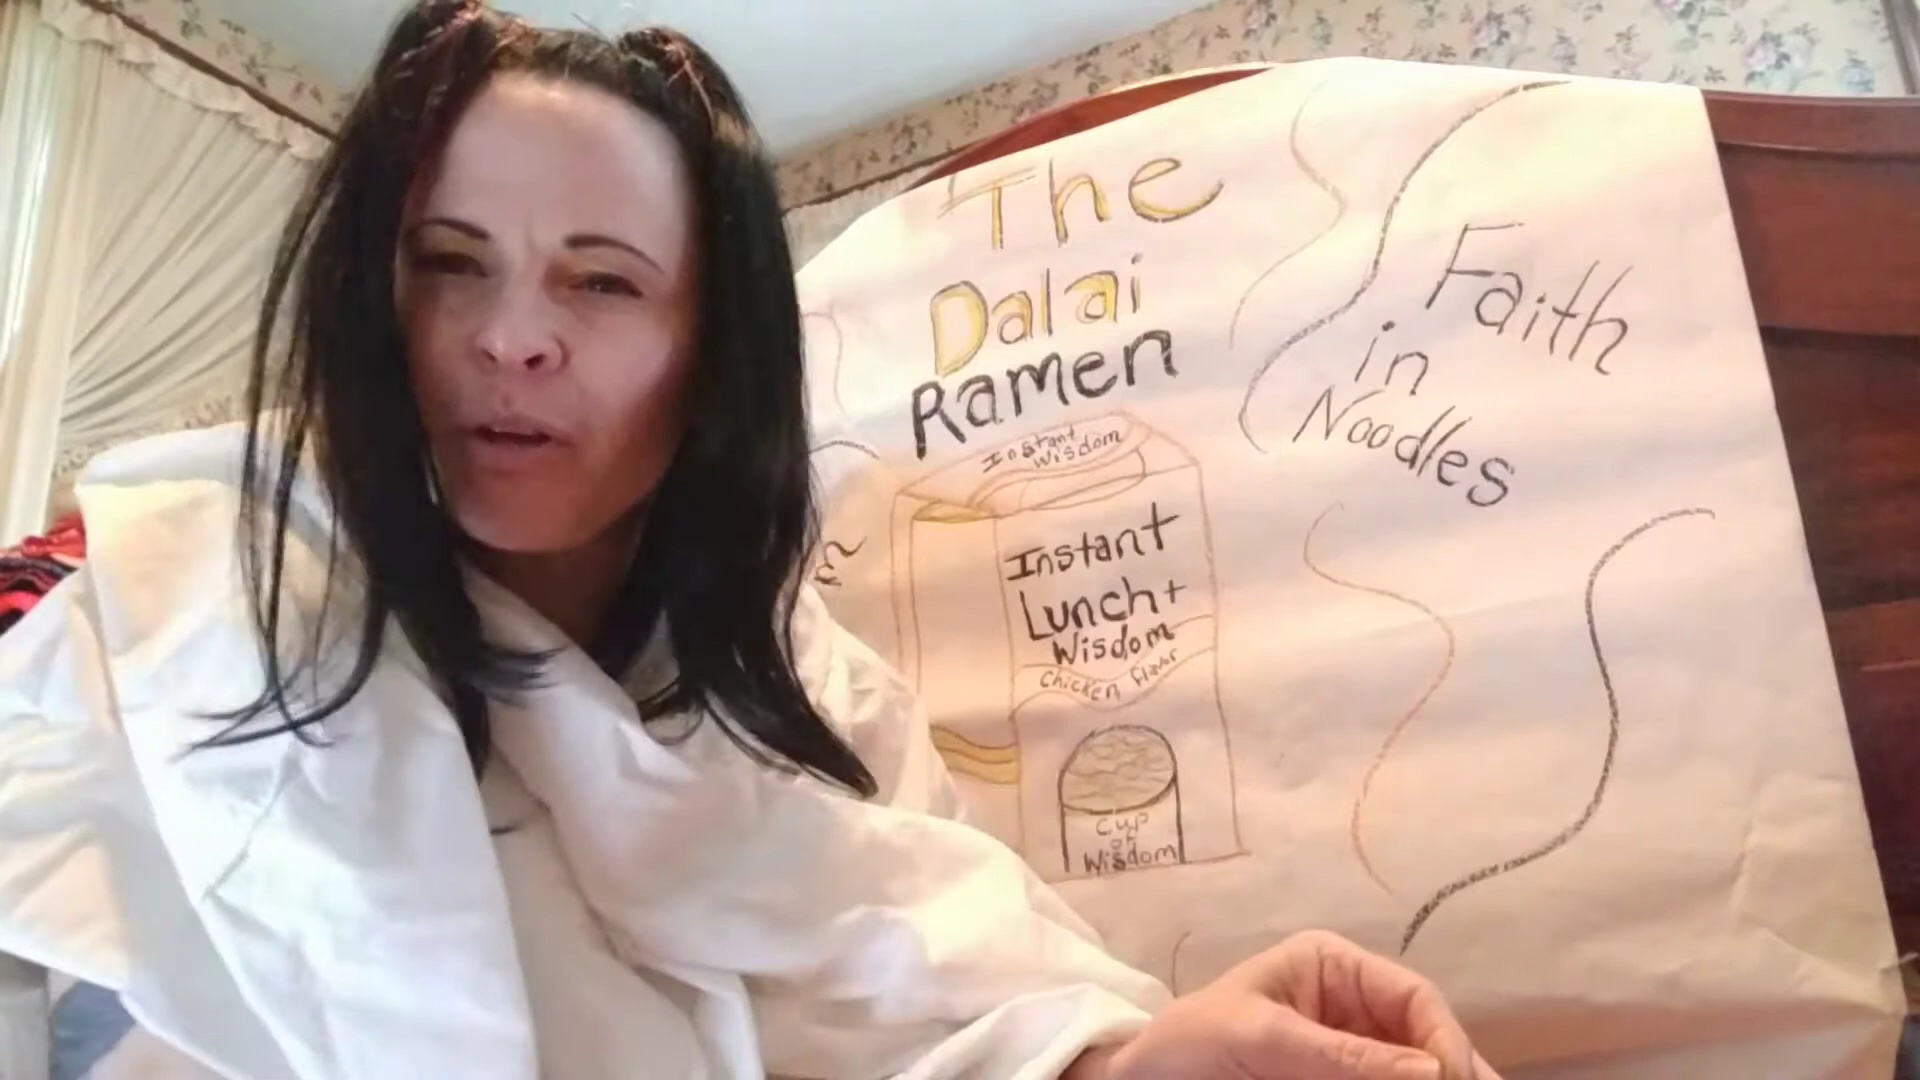 The
Dalai
Ramen
Instant
Wisdom
Instant
Lunch +
Wisdom
Chicken Flavor
Cup
of
Wisdom
Faith
in
Noodles